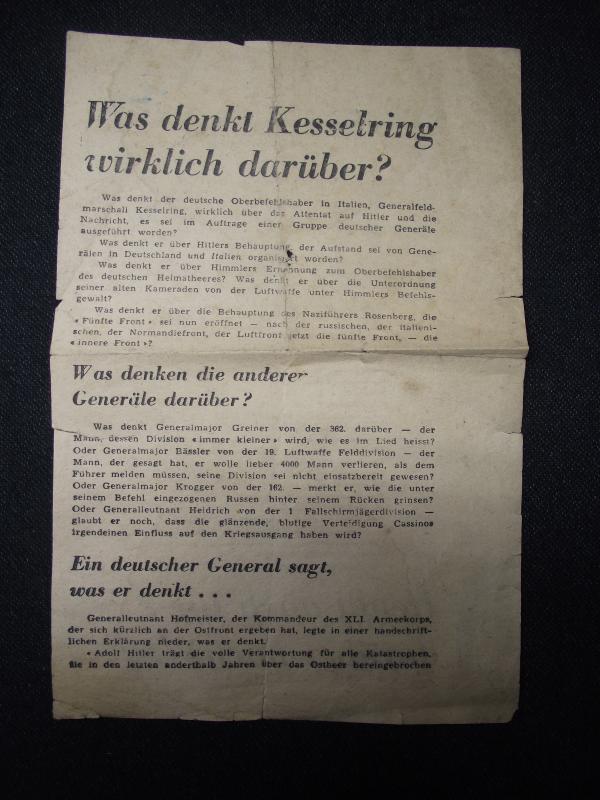 Was denkt Kesselring
wirklich darüber?
Was denkt der deutsche Oberbefehlshaber in Italien, Generalfeld-
marschall Kesselring, wirklich über das Attentat auf Hitler und die
Nachricht, es sei im Auftrage einer Gruppe deutscher Generäle
ausgeführt worden?
Was denkt er über Hitlers Behauptung, der Aufstand sei von Gene-
rälen in Deutschland und Italien organisiert worden?
Was denkt er über Himmlers Ernennung zum Oberbefehlshaber
des deutschen Heimatheeres? Was denkt er über die Unterordnung
seiner alten Kameraden von der Luftwaffe unter Himmlers Befehls-
gewalt?
Was denkt er über die Behauptung des Naziführers Rosenberg, die
« Fünfte Front » sei nun eröffnet — nach der russischen, der italieni-
schen, der Normandiefront, der Luftfront jetzt die fünfte Front, — die
« innere Front »?
Was denken die anderen
Generäle darüber?
Was denkt Generalmajor Greiner von der 362. darüber — der
Mann, dessen Division « immer kleiner » wird, wie es im Lied heisst?
Oder Generalmajor Bässler von der 19. Luftwaffe Felddivision — der
Mann, der gesagt hat, er wolle lieber 4000 Mann verlieren, als dem
Führer melden müssen, seine Division sei nicht einsatzbereit gewesen?
Oder Generalmajor Krogger von der 162. — merkt er, wie die unter
seinem Befehl eingezogenen Russen hinter seinem Rücken grinsen?
Oder Generalleutnant Heidrich von der 1 Fallschirmjägerdivision —
glaubt er noch, dass die glänzende, blutige Verteidigung Cassinos
irgendeinen Einfluss auf den Kriegsausgang haben wird?
Ein deutscher General sagt,
was er denkt . . .
Generalleutnant Hofmeister, der Kommandeur des XLI. Armeekorps,
der sich kürzlich an der Ostfront ergeben hat, legte in einer handschrift-
lichen Erklärung nieder, was er denkt.
« Adolf Hitler trägt die volle Verantwortung für alle Katastrophen,
die in den letzten anderthalb Jahren über das Ostheer hereingebrochen